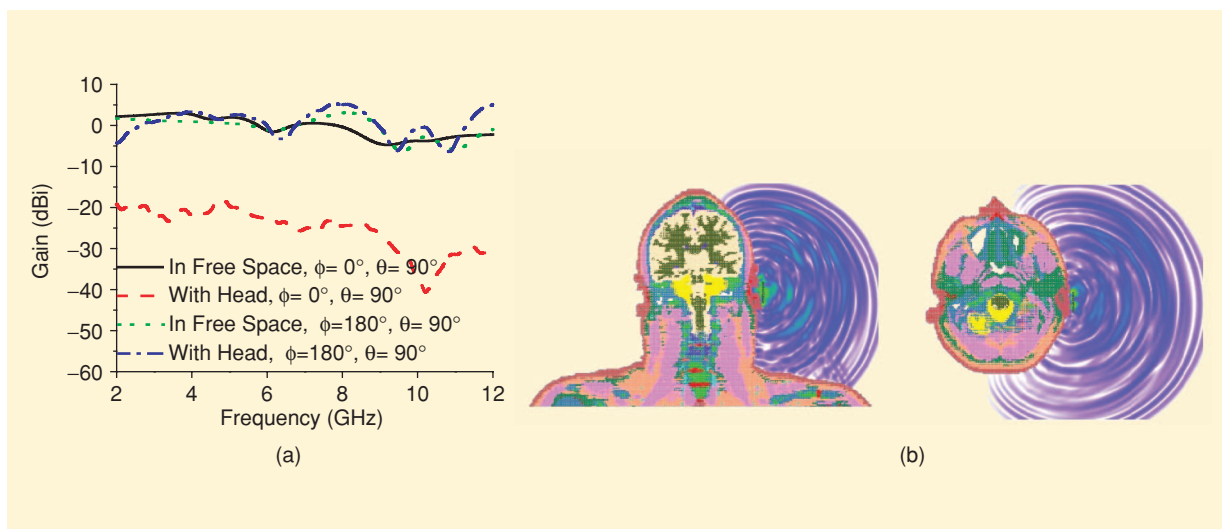 10
0
−10
−20
−30
−40
−50
−60
Gain (dBi)
In Free Space, ϕ= 0°, θ= 90°
With Head, ϕ= 0°, θ= 90°
In Free Space, ϕ=180°, θ= 90°
With Head, ϕ=180°, θ= 90°
2 4 6 8 10 12
Frequency (GHz)
(a) (b)